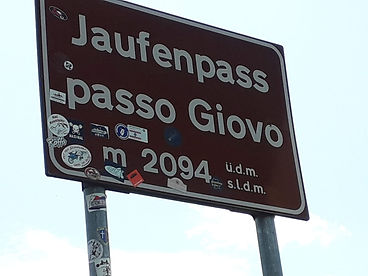 Jaufenpass
passo Giovo
m 2094 ü.d.m.
s.l.d.m.